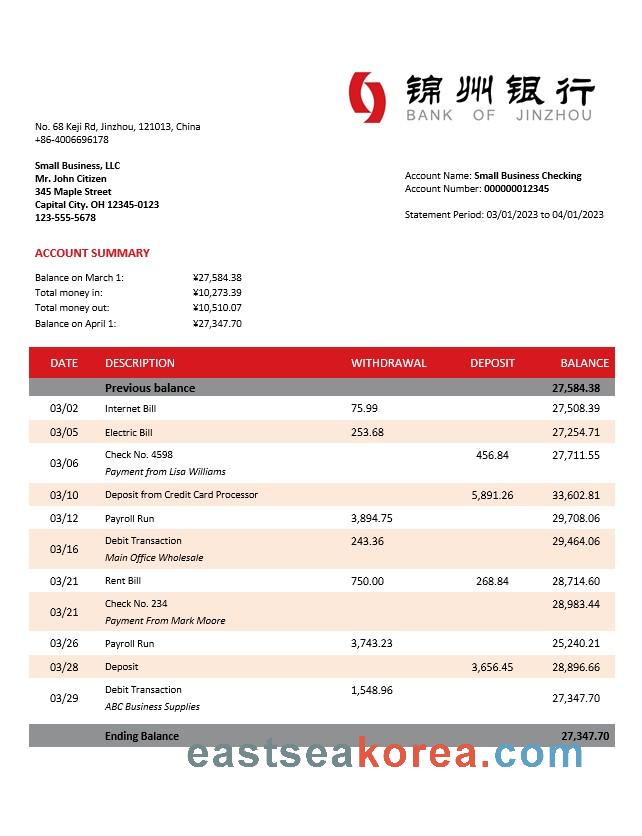 锦州银行
BANK OF JINZHOU
No. 68 Keji Rd, Jinzhou, 121013, China
+86-4006696178
Small Business, LLC
Mr. John Citizen
345 Maple Street
Capital City. OH 12345-0123
123-555-5678
Account Name: Small Business Checking
Account Number: 000000012345
Statement Period: 03/01/2023 to 04/01/2023
ACCOUNT SUMMARY
Balance on March 1: ¥27,584.38
Total money in: ¥10,273.39
Total money out: ¥10,510.07
Balance on April 1: ¥27,347.70
DATE DESCRIPTION WITHDRAWAL DEPOSIT BALANCE
Previous balance 27,584.38
03/02 Internet Bill 75.99 27,508.39
03/05 Electric Bill 253.68 27,254.71
03/06 Check No. 4598 456.84 27,711.55
Payment from Lisa Williams
03/10 Deposit from Credit Card Processor 5,891.26 33,602.81
03/12 Payroll Run 3,894.75 29,708.06
03/16 Debit Transaction 243.36 29,464.06
Main Office Wholesale
03/21 Rent Bill 750.00 268.84 28,714.60
03/21 Check No. 234 28,983.44
Payment From Mark Moore
03/26 Payroll Run 3,743.23 25,240.21
03/28 Deposit 3,656.45 28,896.66
03/29 Debit Transaction 1,548.96 27,347.70
ABC Business Supplies
Ending Balance 27,347.70
eastseakorea.com